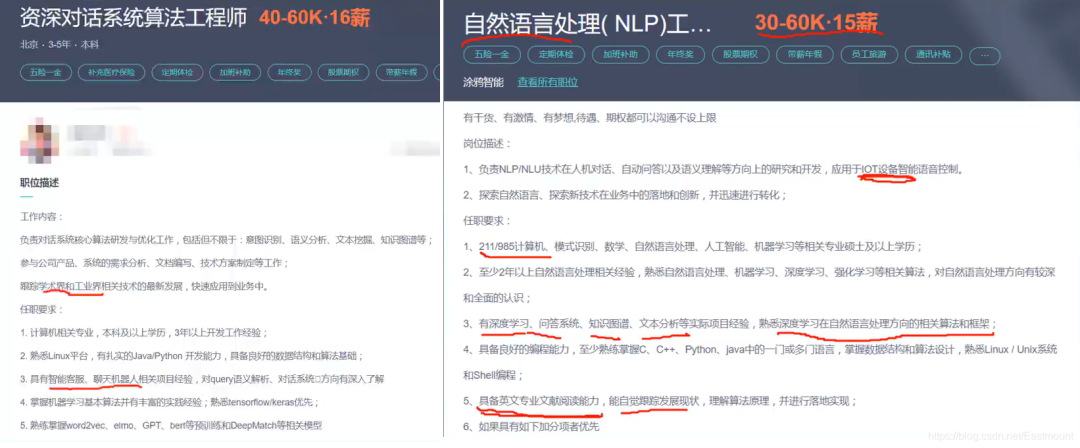 资深对话系统算法工程师 40-60K·16薪
北京 · 3-5年 · 本科
五险一金 补充医疗保险 定期体检 加班补助 年终奖 股票期权 带薪年假
职位描述
工作内容：
负责对话系统核心算法研发与优化工作，包括但不限于：意图识别、语义分析、文本挖掘、知识图谱等；
参与公司产品、系统的需求分析、文档编写、技术方案制定等工作；
跟踪学术界和工业界相关技术的最新发展，快速应用到业务中。
任职要求：
1. 计算机相关专业，本科及以上学历，3年以上开发工作经验；
2. 熟悉Linux平台，有扎实的Java/Python 开发能力，具备良好的数据结构和算法基础；
3. 具有智能客服、聊天机器人相关项目经验，对query语义解析、对话系统方向有深入了解
4. 掌握机器学习基本算法并有丰富的实践经验；熟悉tensorflow/keras优先；
5. 熟练掌握word2vec、elmo、GPT、bert等预训练和DeepMatch等相关模型
自然语言处理( NLP)工… 30-60K·15薪
五险一金 定期体检 加班补助 年终奖 股票期权 带薪年假 员工旅游 通讯补贴 …
涂鸦智能 查看所有职位
有干货、有激情、有梦想,待遇、期权都可以沟通不设上限
岗位描述：
1、负责NLP/NLU技术在人机对话、自动问答以及语义理解等方向上的研究和开发，应用于IOT设备智能语音控制。
2、探索自然语言、探索新技术在业务中的落地和创新，并迅速进行转化；
任职要求：
1、211/985计算机、模式识别、数学、自然语言处理、人工智能、机器学习等相关专业硕士及以上学历；
2、至少2年以上自然语言处理相关经验，熟悉自然语言处理、机器学习、深度学习、强化学习等相关算法，对自然语言处理方向有较深
和全面的认识；
3、有深度学习、问答系统、知识图谱、文本分析等实际项目经验，熟悉深度学习在自然语言处理方向的相关算法和框架；
4、具备良好的编程能力，至少熟练掌握C、C++、Python、java中的一门或多门语言，掌握数据结构和算法设计，熟悉Linux / Unix系统
和Shell编程；
5、具备英文专业文献阅读能力，能自觉跟踪发展现状，理解算法原理，并进行落地实现；
6、如果具有如下加分项者优先
https://blog.csdn.net/Eastmount